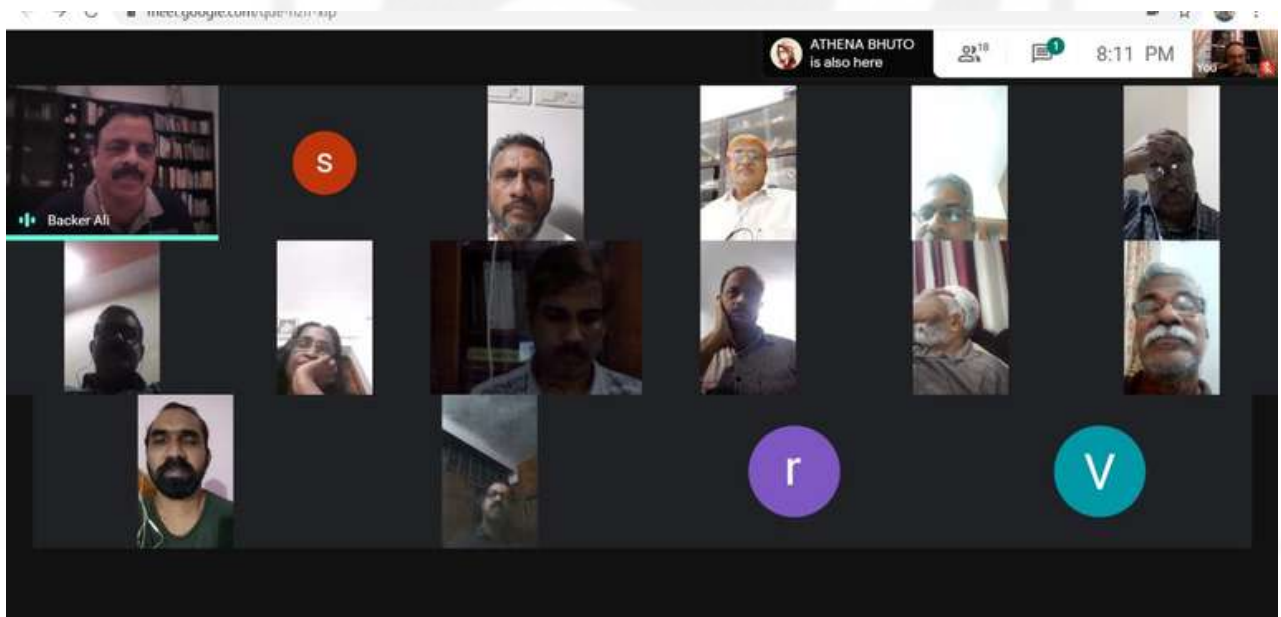 meet.google.com
ATHENA BHUTO
is also here
18
1
8:11 PM
You
Backer Ali
s
r
V